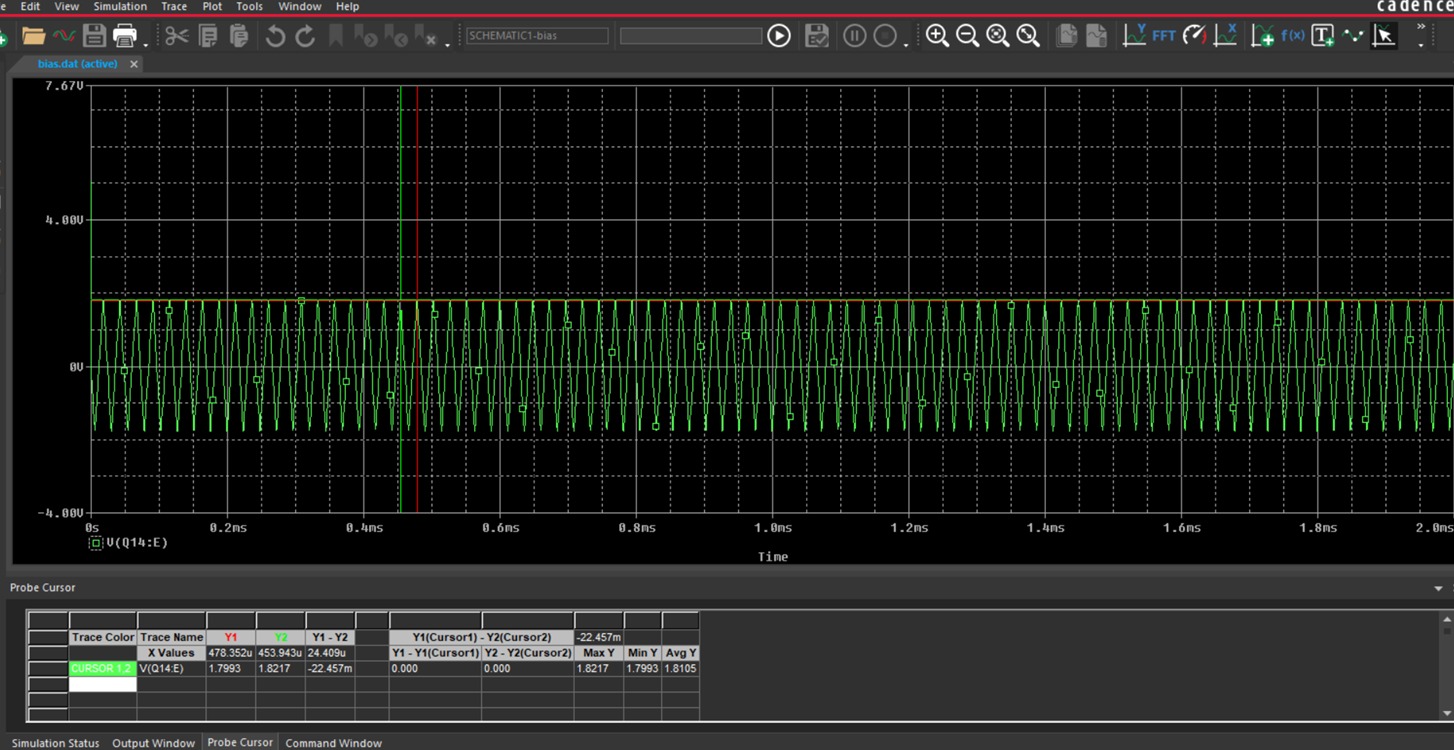 e Edit View Simulation Trace Plot Tools Window Help cadence
SCHEMATIC1-bias FFT Y X f(x) T »
bias.dat (active) ×
7.67V
4.00V
0V
-4.00V
0s 0.2ms 0.4ms 0.6ms 0.8ms 1.0ms 1.2ms 1.4ms 1.6ms 1.8ms 2.0ms
V(Q14:E)
Time
Probe Cursor
Trace Color Trace Name Y1 Y2 Y1 - Y2 Y1(Cursor1) - Y2(Cursor2) -22.457m
X Values 478.352u 453.943u 24.409u Y1 - Y1(Cursor1) Y2 - Y2(Cursor2) Max Y Min Y Avg Y
CURSOR 1,2 V(Q14:E) 1.7993 1.8217 -22.457m 0.000 0.000 1.8217 1.7993 1.8105
Simulation Status Output Window Probe Cursor Command Window